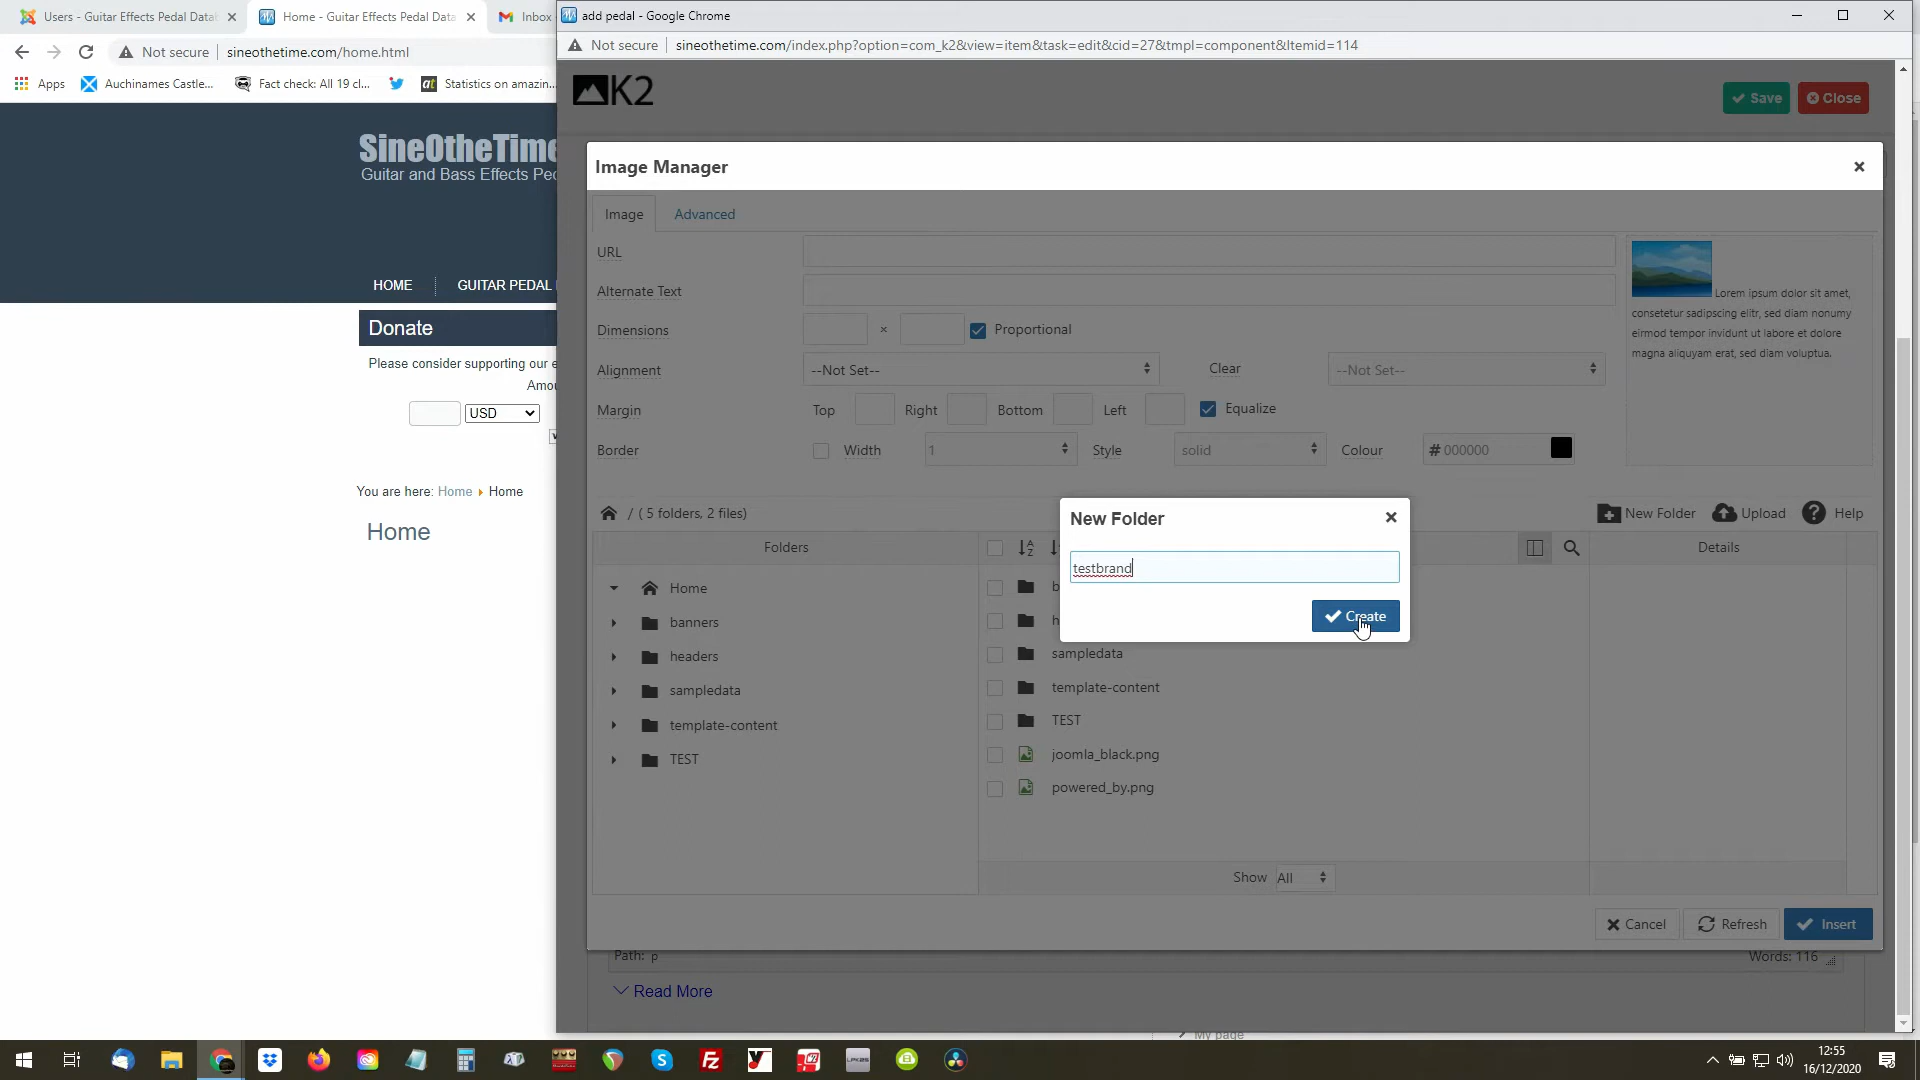 Users - Guitar Effects Pedal Datab
Home - Guitar Effects Pedal Data
Inbox
add pedal - Google Chrome
Not secure
sineothetime.com/home.html
Not secure
sineothetime.com/index.php?option=com_k2&view=item&task=edit&cid=27&tmpl=component&Itemid=114
Apps
Auchinames Castle...
Fact check: All 19 cl...
Statistics on amazin...
K2
Save
Close
SineOtheTime
Guitar and Bass Effects Ped
HOME
GUITAR PEDAL
Donate
Please consider supporting our e
Amou
USD
You are here: Home Home
Home
Image Manager
Image
Advanced
URL
Alternate Text
Dimensions
×
Proportional
Alignment
--Not Set--
Clear
--Not Set--
Margin
Top
Right
Bottom
Left
Equalize
Border
Width
1
Style
solid
Colour
# 000000
Lorem ipsum dolor sit amet,
consetetur sadipscing elitr, sed diam nonumy
eirmod tempor invidunt ut labore et dolore
magna aliquyam erat, sed diam voluptua.
/ ( 5 folders, 2 files)
New Folder
Upload
Help
Folders
Details
Home
banners
headers
sampledata
template-content
TEST
New Folder
testbrand
Create
b
h
sampledata
template-content
TEST
joomla_black.png
powered_by.png
Show
All
Cancel
Refresh
Insert
Path: p
Words: 116
Read More
My page
12:55
16/12/2020